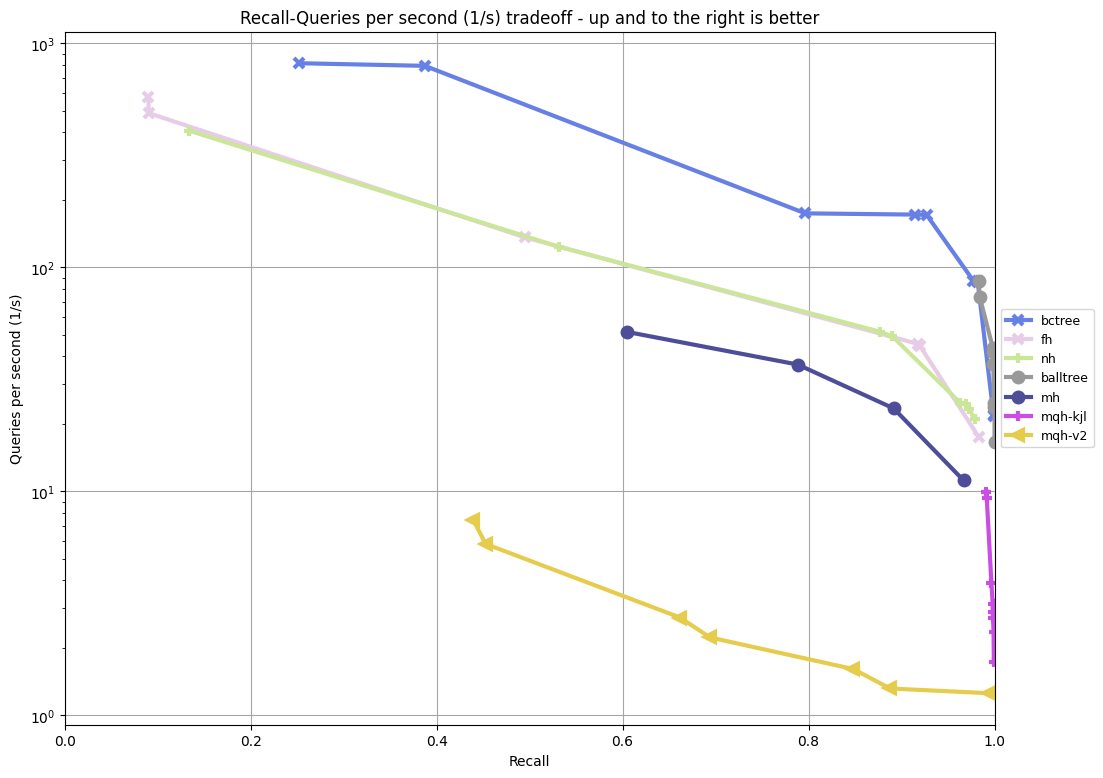 Recall-Queries per second (1/s) tradeoff - up and to the right is better
Queries per second (1/s)
10³
10²
10¹
10⁰
0.0 0.2 0.4 0.6 0.8 1.0
Recall
bctree
fh
nh
balltree
mh
mqh-kjl
mqh-v2